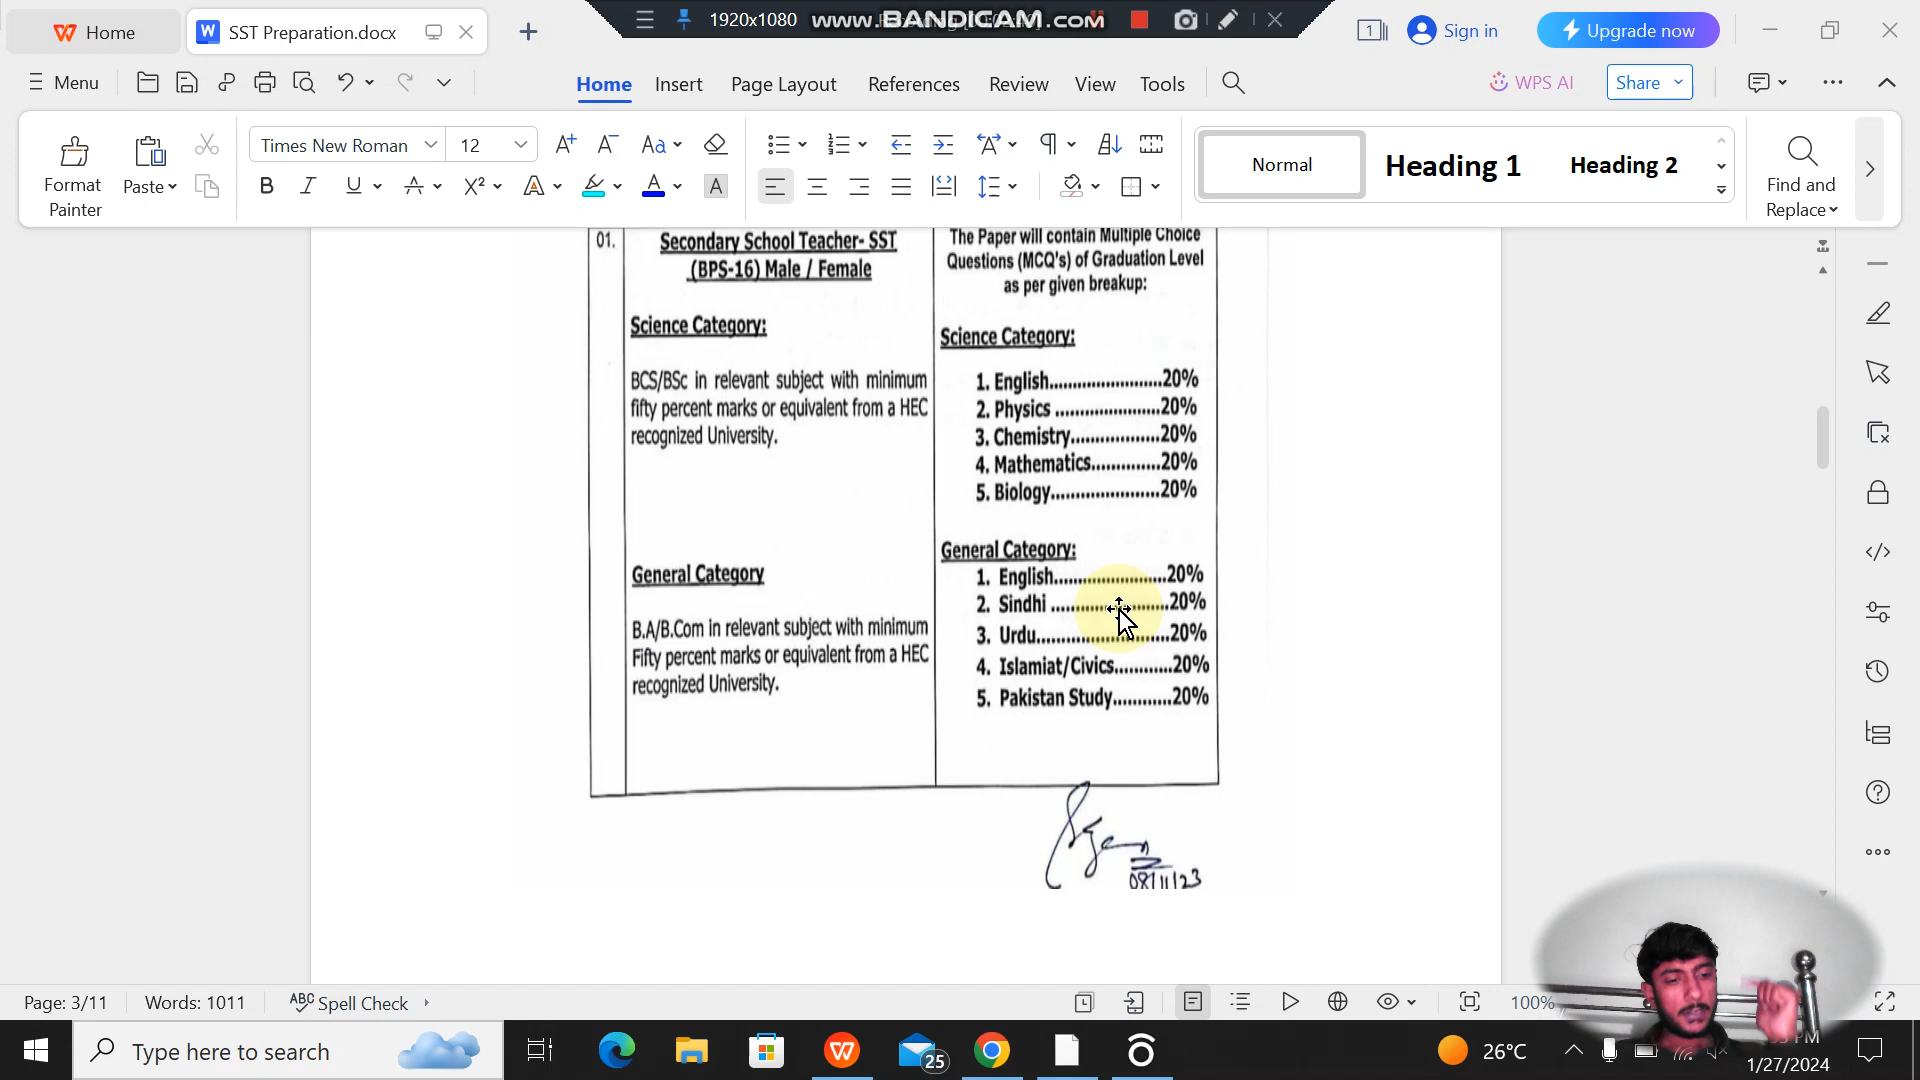 Home
SST Preparation.docx
1920x1080
www.BANDICAM.com
1
Sign in
Upgrade now
Menu
Home
Insert
Page Layout
References
Review
View
Tools
WPS AI
Share
Format
Painter
Paste
Times New Roman
12
Normal
Heading 1
Heading 2
Find and
Replace
01.
Secondary School Teacher- SST
(BPS-16) Male / Female
Science Category:
BCS/BSc in relevant subject with minimum
fifty percent marks or equivalent from a HEC
recognized University.
General Category
B.A/B.Com in relevant subject with minimum
Fifty percent marks or equivalent from a HEC
recognized University.
The Paper will contain Multiple Choice
Questions (MCQ's) of Graduation Level
as per given breakup:
Science Category:
1. English......................20%
2. Physics .....................20%
3. Chemistry.................20%
4. Mathematics..............20%
5. Biology......................20%
General Category:
1. English......................20%
2. Sindhi .......................20%
3. Urdu..........................20%
4. Islamiat/Civics...........20%
5. Pakistan Study............20%
08/11/23
Page: 3/11
Words: 1011
ABC Spell Check
100%
Type here to search
25
26°C
PM
1/27/2024